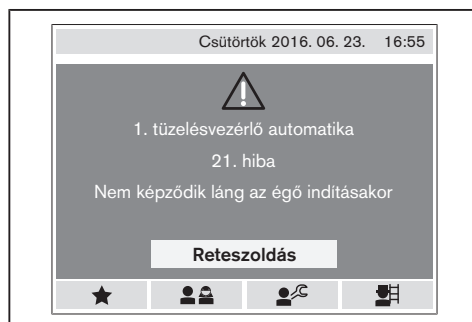 Csütörtök 2016. 06. 23. 16:55
1. tüzelésvezérlő automatika
21. hiba
Nem képződik láng az égő indításakor
Reteszoldás